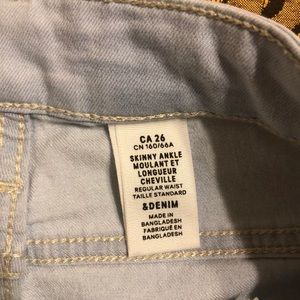 CA 26
CN 160/66A
SKINNY ANKLE
MOULANT ET
LONGUEUR
CHEVILLE
REGULAR WAIST
TAILLE STANDARD
&DENIM
MADE IN
BANGLADESH
FABRIQUÉ EN
BANGLADESH